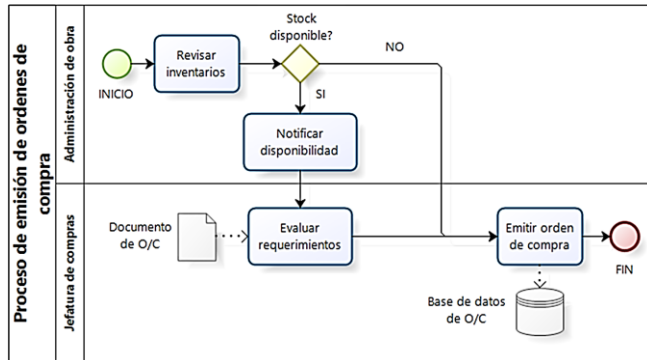 Proceso de emisión de ordenes de
compra
Administración de obra
INICIO
Revisar
inventarios
Stock
disponible?
NO
SI
Notificar
disponibilidad
Jefatura de compras
Documento
de O/C
Evaluar
requerimientos
Emitir orden
de compra
FIN
Base de datos
de O/C